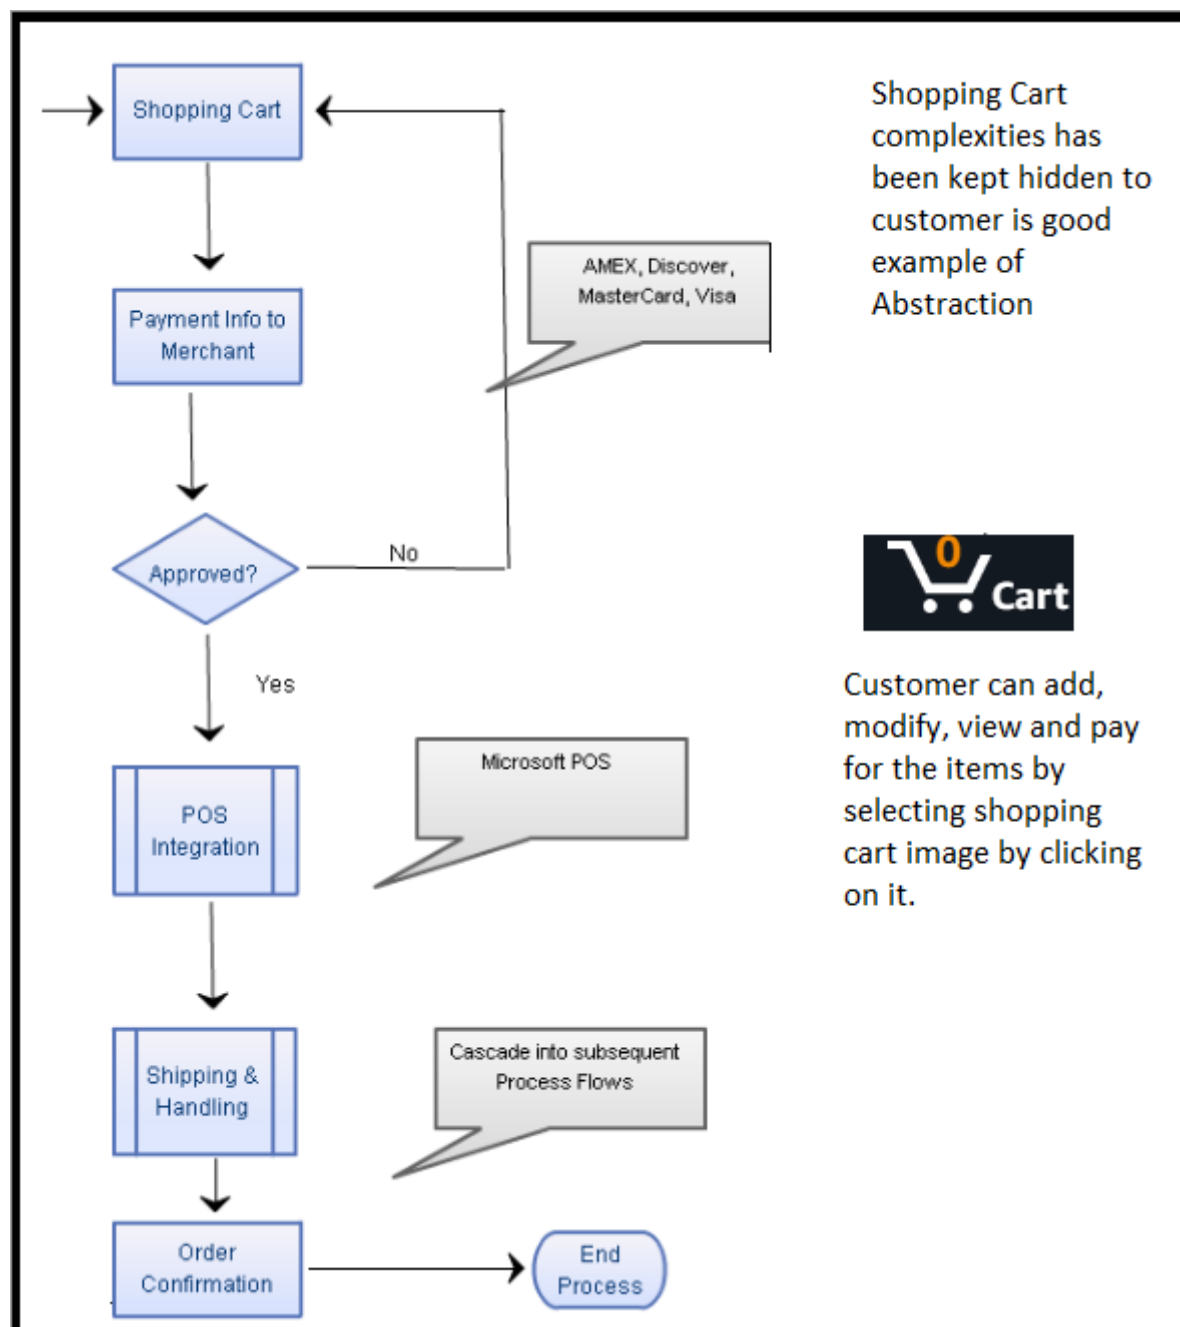 Shopping Cart
Shopping Cart
complexities has
been kept hidden to
customer is good
example of
Abstraction
AMEX, Discover,
MasterCard, Visa
Payment Info to
Merchant
Approved?
No
Yes
0
Cart
Customer can add,
modify, view and pay
for the items by
selecting shopping
cart image by clicking
on it.
Microsoft POS
POS
Integration
Cascade into subsequent
Process Flows
Shipping &
Handling
Order
Confirmation
End
Process